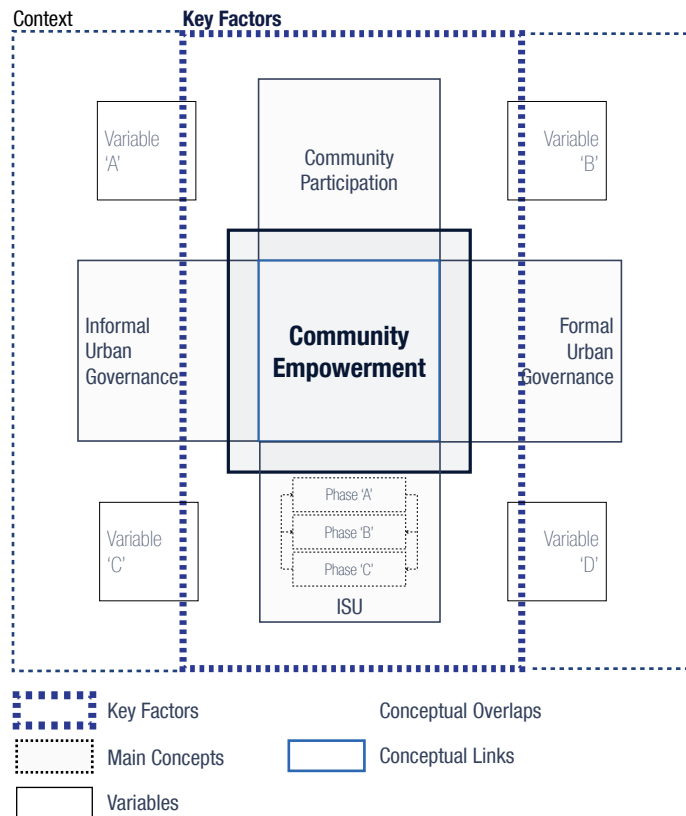 Context
Key Factors
Variable
'A'
Community
Participation
Variable
'B'
Informal
Urban
Governance
Community
Empowerment
Formal
Urban
Governance
Variable
'C'
Phase 'A'
Phase 'B'
Phase 'C'
ISU
Variable
'D'
Key Factors
Conceptual Overlaps
Main Concepts
Conceptual Links
Variables